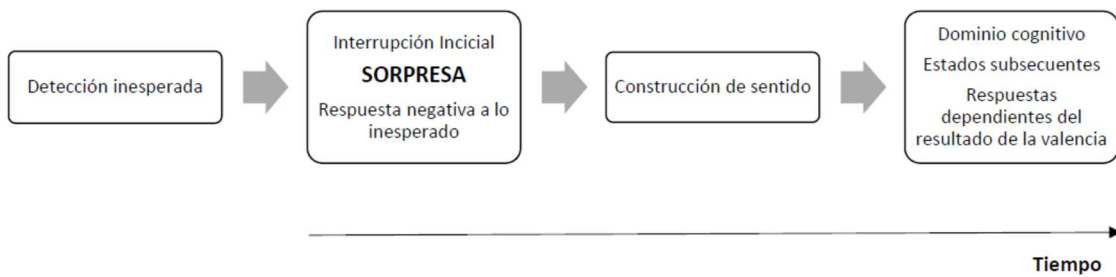 Detección inesperada
Interrupción Incicial
SORPRESA
Respuesta negativa a lo
inesperado
Construcción de sentido
Dominio cognitivo
Estados subsecuentes
Respuestas
dependientes del
resultado de la valencia
Tiempo